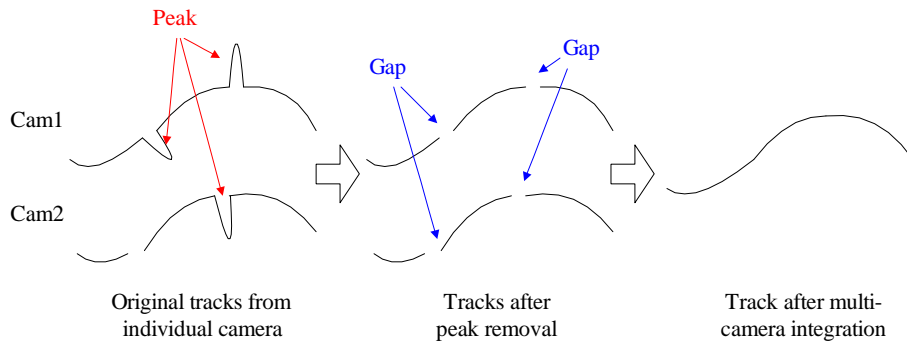 Peak
Gap
Gap
Cam1
Cam2
Original tracks from
individual camera
Tracks after
peak removal
Track after multi-
camera integration